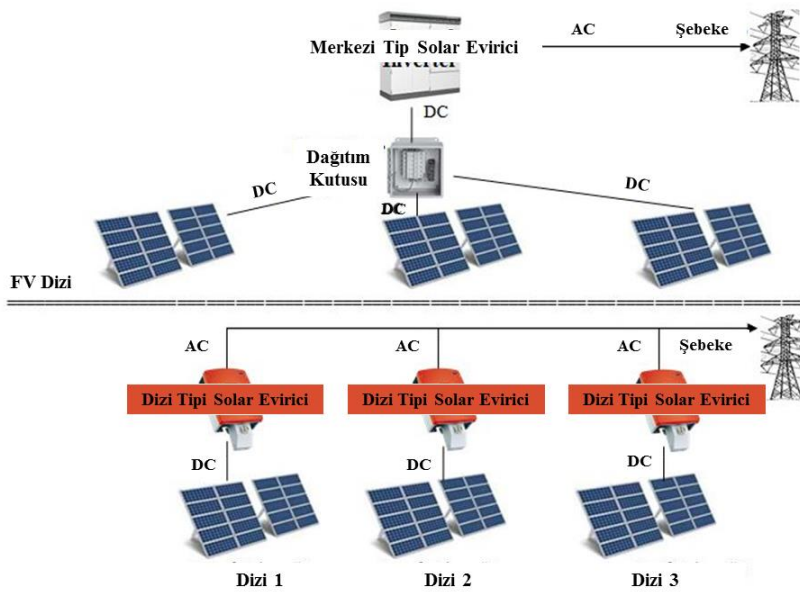 AC
Şebeke
Merkezi Tip Solar Evirici
Inverter
DC
Dağıtım
Kutusu
DC
DC
DC
FV Dizi
AC
AC
AC
Şebeke
Dizi Tipi Solar Evirici
Dizi Tipi Solar Evirici
Dizi Tipi Solar Evirici
DC
DC
DC
Dizi 1
Dizi 2
Dizi 3